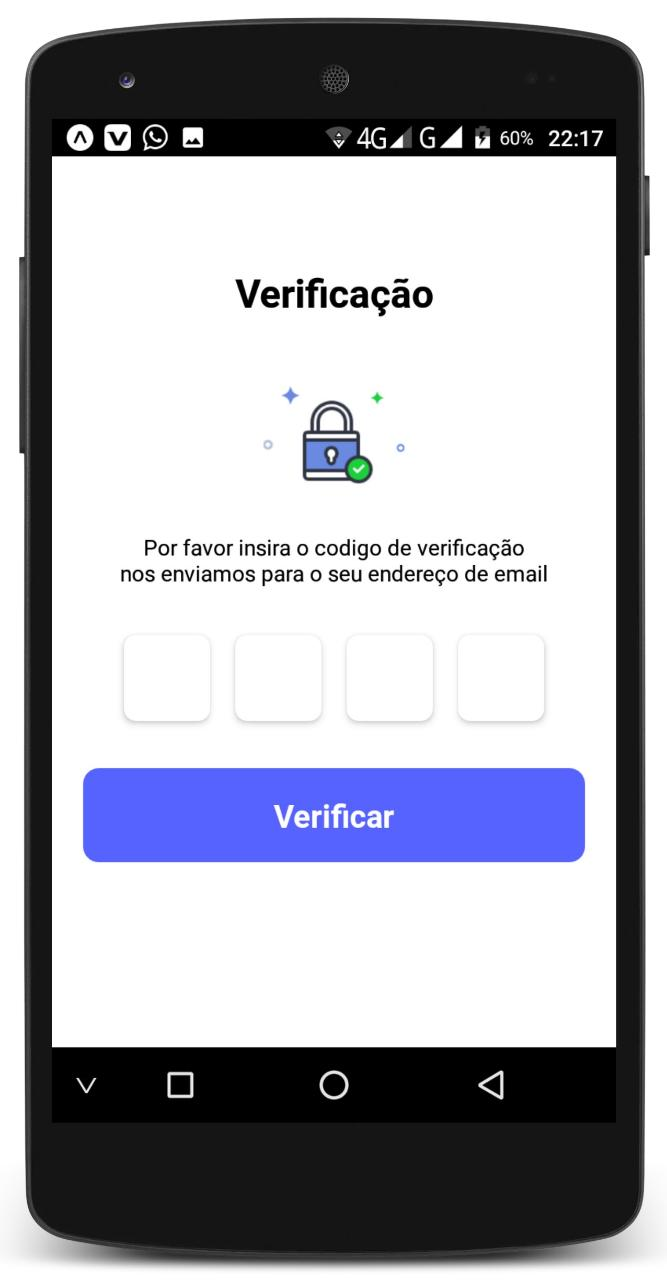 4G G 60% 22:17
Verificação
Por favor insira o codigo de verificação
nos enviamos para o seu endereço de email
Verificar